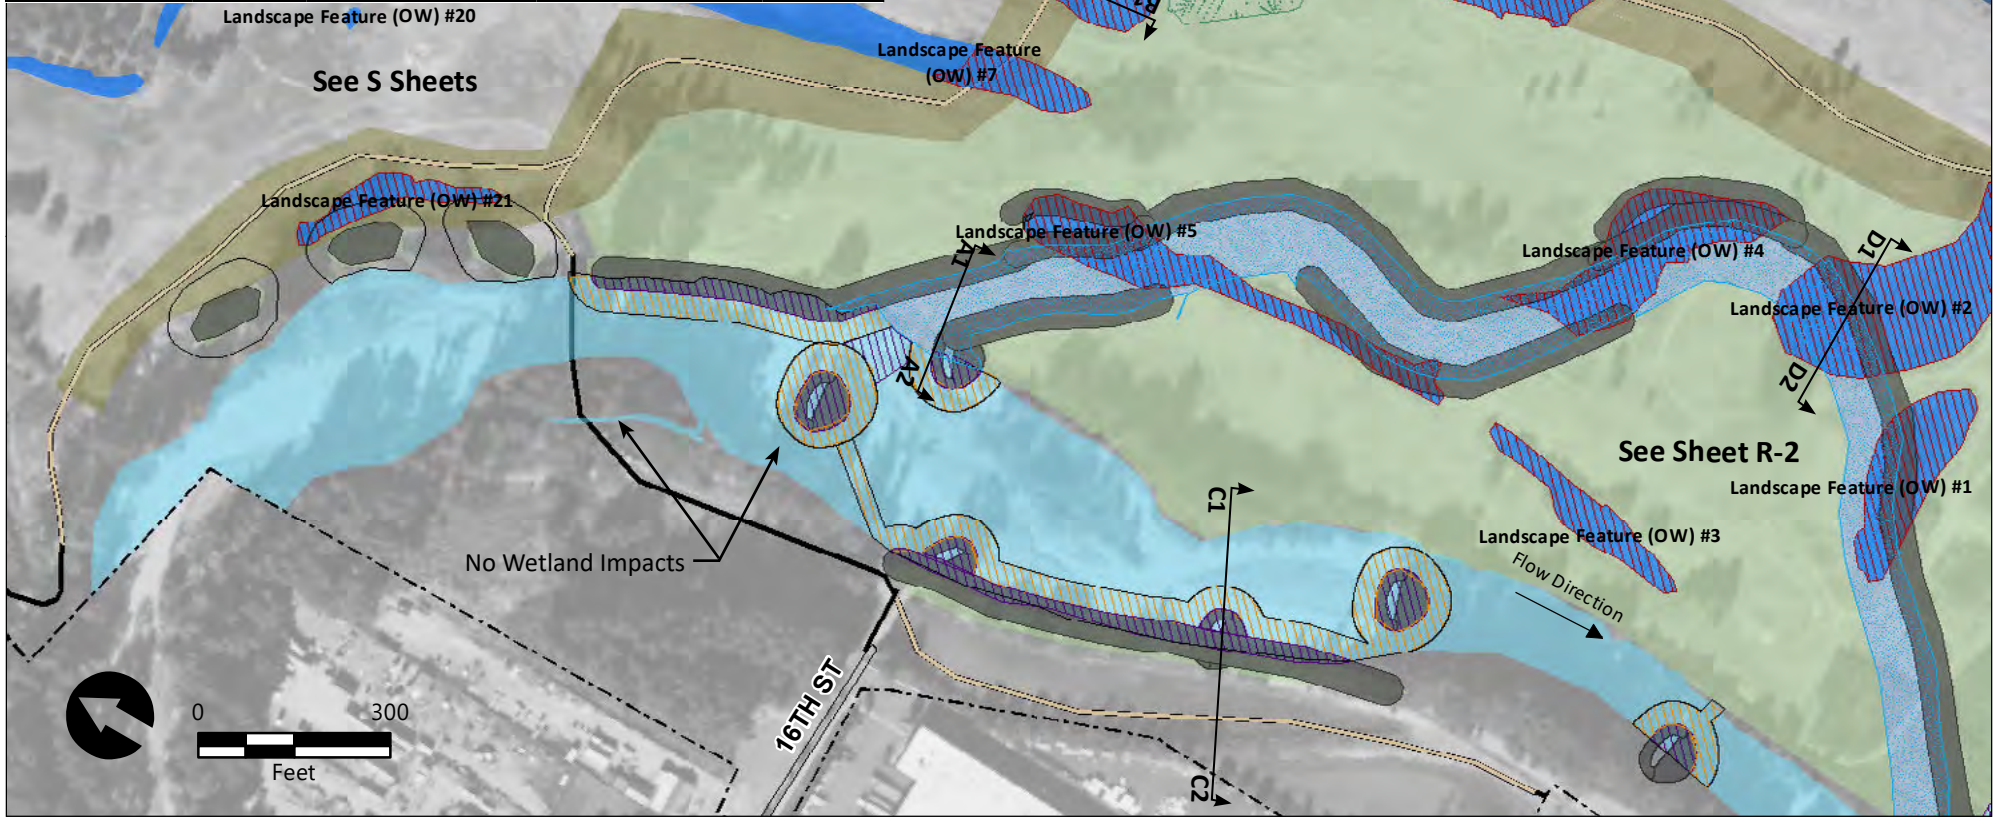 Landscape Feature (OW) #20
See S Sheets
Landscape Feature
(OW) #7
B1
Landscape Feature (OW) #21
Landscape Feature (OW) #5
A1
A2
Landscape Feature (OW) #4
D1
Landscape Feature (OW) #2
D2
See Sheet R-2
Landscape Feature (OW) #1
C1
Landscape Feature (OW) #3
Flow Direction
No Wetland Impacts
16TH ST
C2
0 300
Feet